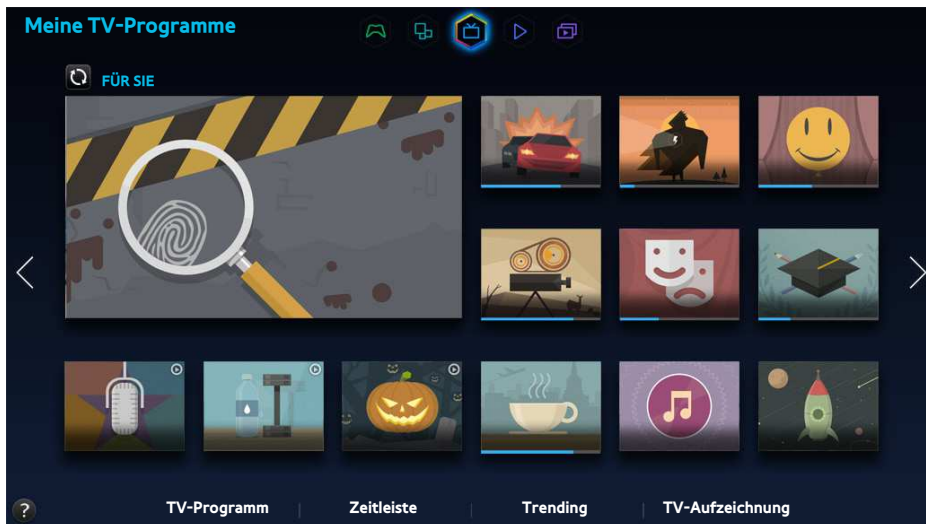 Meine TV-Programme
FÜR SIE
?
TV-Programm
Zeitleiste
Trending
TV-Aufzeichnung